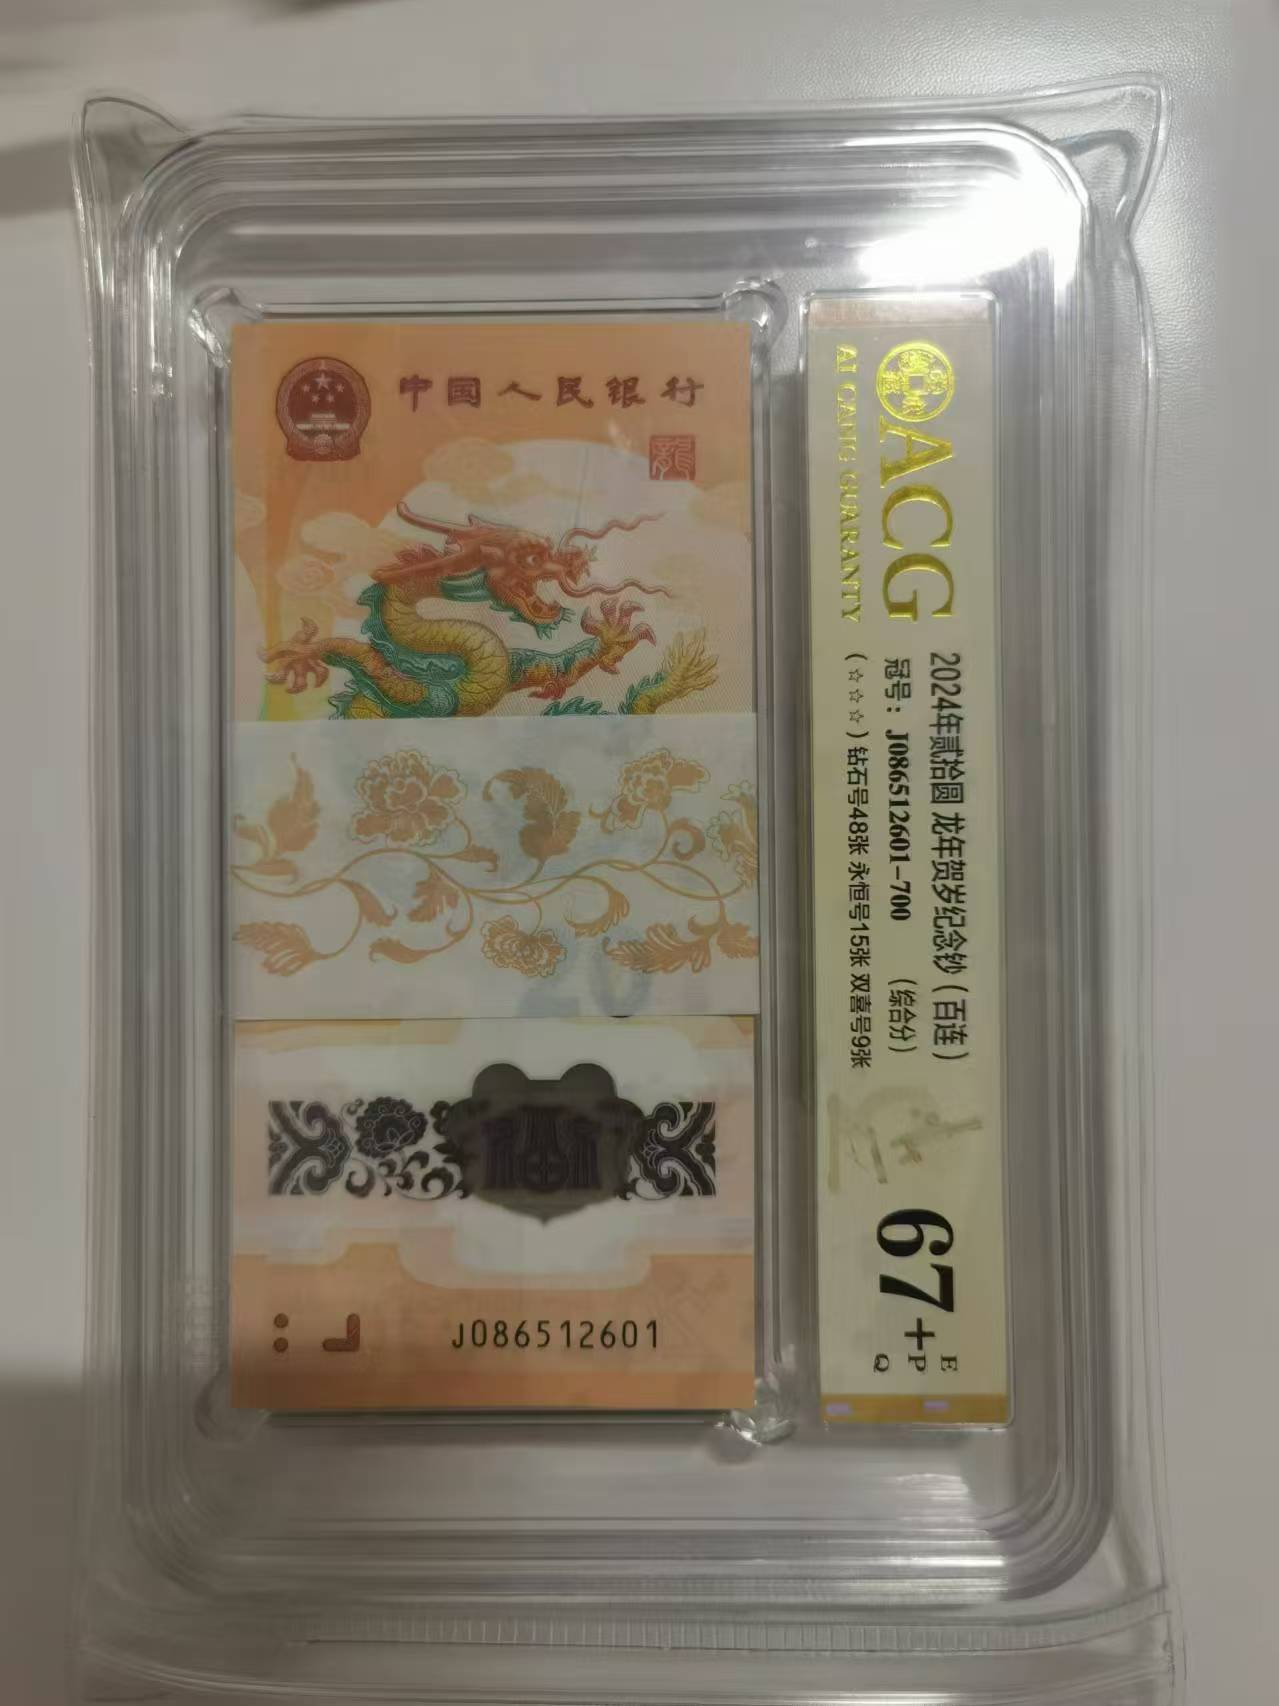 中国人民银行
龍
J086512601
ACG
AI CANG GUARANTY
2024年贰拾圆 龙年贺岁纪念钞（百连）
冠号：J086512601-700 （综合分）
（☆☆☆）钻石号48张 永恒号15张 双喜号9张
67+
E
P
Q